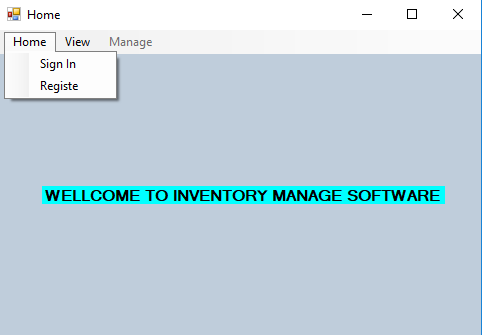 Home
Home View Manage
Sign In
Registe
WELLCOME TO INVENTORY MANAGE SOFTWARE